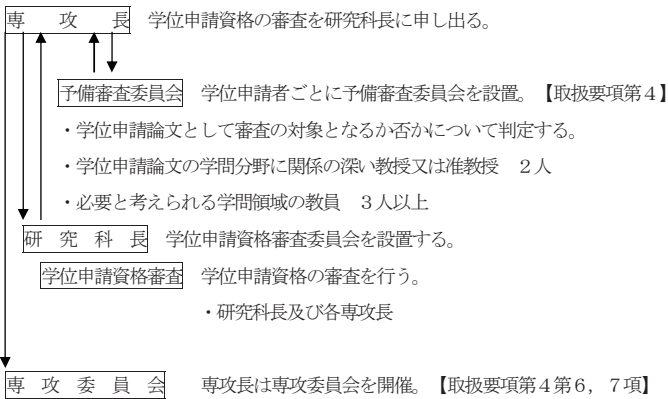 専攻長 学位申請資格の審査を研究科長に申し出る。
予備審査委員会 学位申請者ごとに予備審査委員会を設置。【取扱要項第4】
・学位申請論文として審査の対象となるか否かについて判定する。
・学位申請論文の学問分野に関係の深い教授又は准教授 2人
・必要と考えられる学問領域の教員 3人以上
研究科長 学位申請資格審査委員会を設置する。
学位申請資格審査 学位申請資格の審査を行う。
・研究科長及び各専攻長
専攻委員会 専攻長は専攻委員会を開催。【取扱要項第4第6,7項】